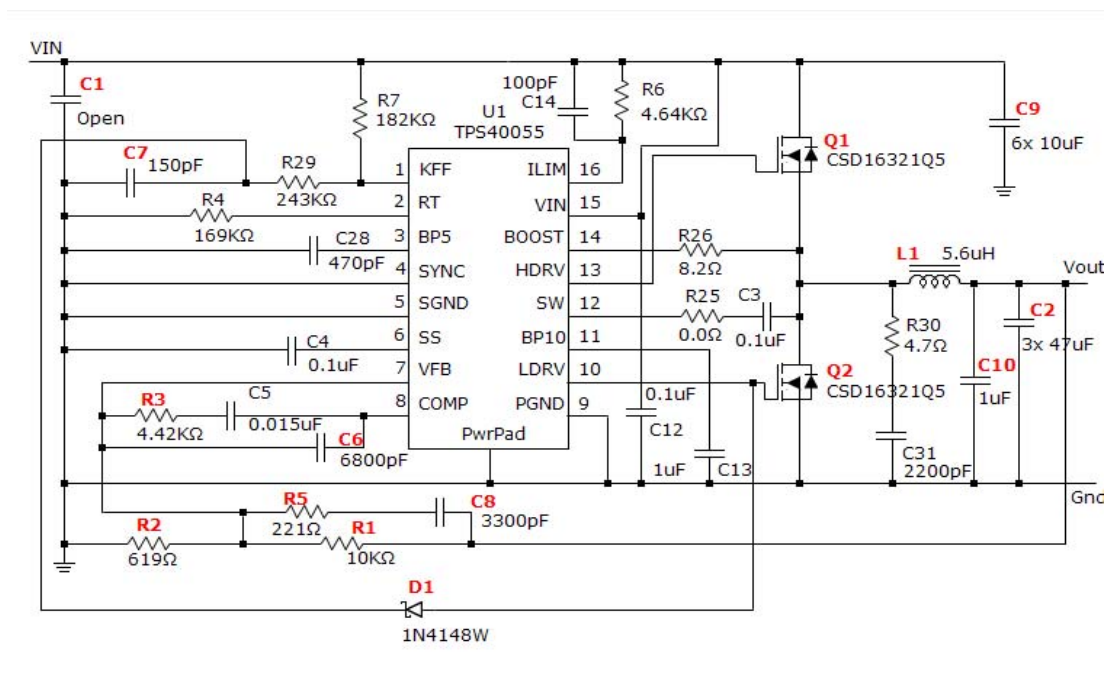 VIN
C1
Open
C7
150pF
R29
243KΩ
R7
182KΩ
U1
TPS40055
100pF
C14
R6
4.64KΩ
R4
169KΩ
C28
470pF
C4
0.1uF
R3
4.42KΩ
C5
0.015uF
C6
6800pF
1 KFF ILIM 16
2 RT VIN 15
3 BP5 BOOST 14
4 SYNC HDRV 13
5 SGND SW 12
6 SS BP10 11
7 VFB LDRV 10
8 COMP PGND 9
PwrPad
Q1
CSD16321Q5
C9
6x 10uF
R26
8.2Ω
R25
0.0Ω
C3
0.1uF
L1 5.6uH
Vout
R30
4.7Ω
C2
3x 47uF
C10
1uF
Q2
CSD16321Q5
0.1uF
C12
1uF
C13
C31
2200pF
Gnd
R5
221Ω
C8
3300pF
R2
619Ω
R1
10KΩ
D1
1N4148W